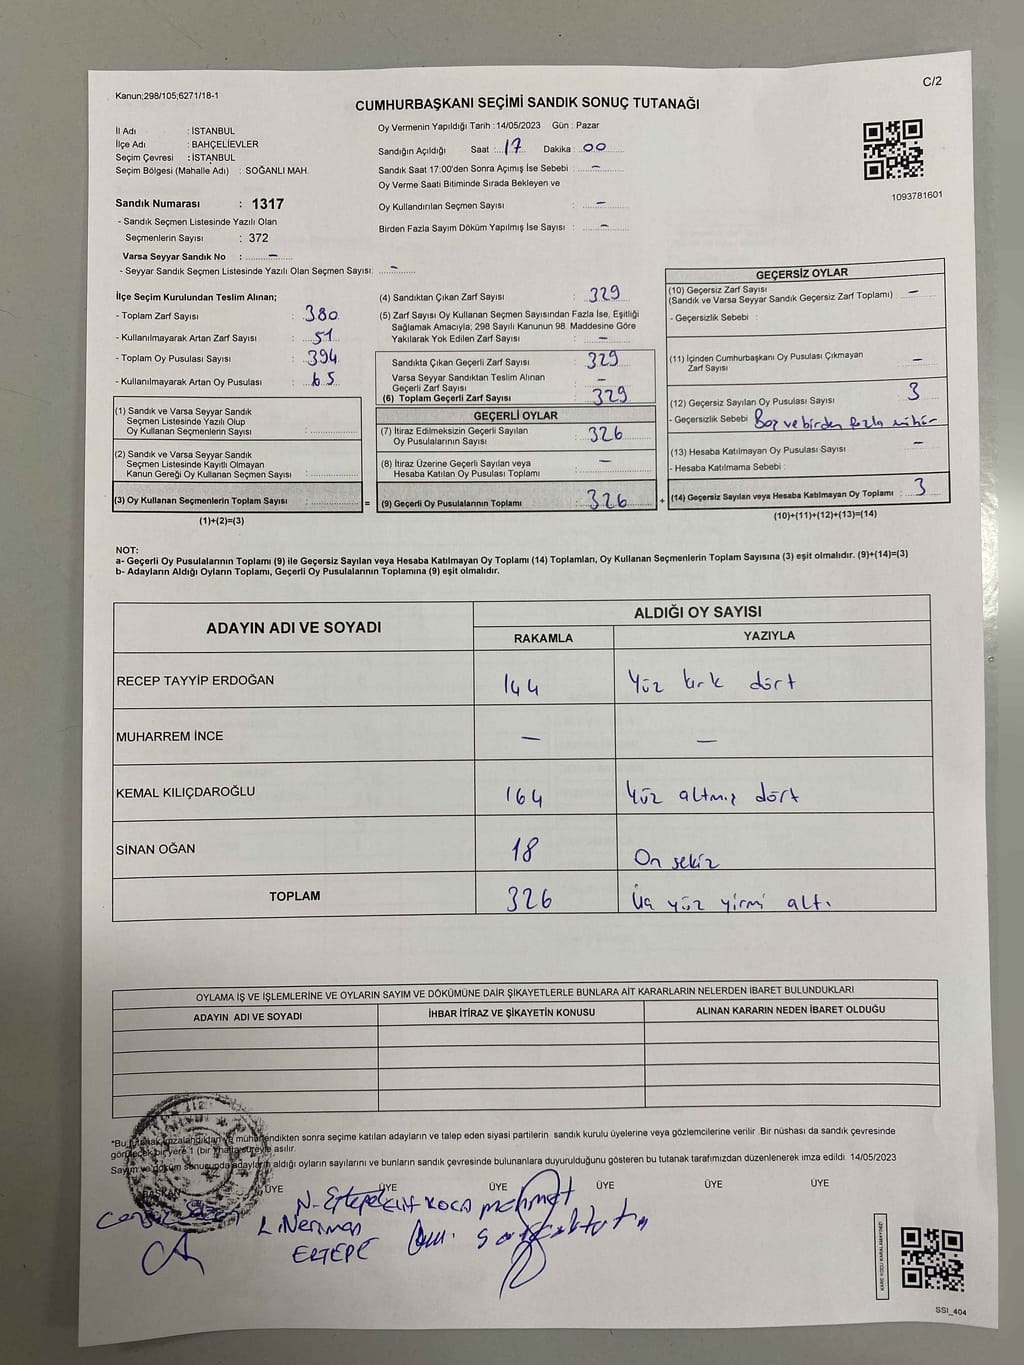 Kanun;298/105;6271/18-1
C/2
CUMHURBAŞKANI SEÇİMİ SANDIK SONUÇ TUTANAĞI
İl Adı : İSTANBUL
İlçe Adı : BAHÇELİEVLER
Seçim Çevresi : İSTANBUL
Seçim Bölgesi (Mahalle Adı) : SOĞANLI MAH.
Sandık Numarası : 1317
- Sandık Seçmen Listesinde Yazılı Olan
Seçmenlerin Sayısı : 372
Varsa Seyyar Sandık No : –
- Seyyar Sandık Seçmen Listesinde Yazılı Olan Seçmen Sayısı: –
Oy Vermenin Yapıldığı Tarih : 14/05/2023 Gün : Pazar
Sandığın Açıldığı Saat : 17 Dakika : 00
Sandık Saat 17:00'den Sonra Açımış İse Sebebi : –
Oy Verme Saati Bitiminde Sırada Bekleyen ve
Oy Kullandırılan Seçmen Sayısı : –
Birden Fazla Sayım Döküm Yapılmış İse Sayısı : –
1093781601
İlçe Seçim Kurulundan Teslim Alınan;
- Toplam Zarf Sayısı : 380
- Kullanılmayarak Artan Zarf Sayısı : 51
- Toplam Oy Pusulası Sayısı : 394
- Kullanılmayarak Artan Oy Pusulası : 65
(1) Sandık ve Varsa Seyyar Sandık
Seçmen Listesinde Yazılı Olup
Oy Kullanan Seçmenlerin Sayısı :
(2) Sandık ve Varsa Seyyar Sandık
Seçmen Listesinde Kayıtlı Olmayan
Kanun Gereği Oy Kullanan Seçmen Sayısı :
(3) Oy Kullanan Seçmenlerin Toplam Sayısı : =
(1)+(2)=(3)
(4) Sandıktan Çıkan Zarf Sayısı : 329
(5) Zarf Sayısı Oy Kullanan Seçmen Sayısından Fazla İse, Eşitliği
Sağlamak Amacıyla; 298 Sayılı Kanunun 98. Maddesine Göre
Yakılarak Yok Edilen Zarf Sayısı : –
Sandıkta Çıkan Geçerli Zarf Sayısı : 329
Varsa Seyyar Sandıktan Teslim Alınan
Geçerli Zarf Sayısı : –
(6) Toplam Geçerli Zarf Sayısı : 329
GEÇERLİ OYLAR
(7) İtiraz Edilmeksizin Geçerli Sayılan
Oy Pusulalarının Sayısı : 326
(8) İtiraz Üzerine Geçerli Sayılan veya
Hesaba Katılan Oy Pusulası Toplamı : –
(9) Geçerli Oy Pusulalarının Toplamı : 326 +
GEÇERSİZ OYLAR
(10) Geçersiz Zarf Sayısı
(Sandık ve Varsa Seyyar Sandık Geçersiz Zarf Toplamı) : –
- Geçersizlik Sebebi :
(11) İçinden Cumhurbaşkanı Oy Pusulası Çıkmayan
Zarf Sayısı : –
(12) Geçersiz Sayılan Oy Pusulası Sayısı : 3
- Geçersizlik Sebebi : Boş ve birden fazla mühür
(13) Hesaba Katılmayan Oy Pusulası Sayısı : –
- Hesaba Katılmama Sebebi :
(14) Geçersiz Sayılan veya Hesaba Katılmayan Oy Toplamı : 3
(10)+(11)+(12)+(13)=(14)
NOT:
a- Geçerli Oy Pusulalarının Toplamı (9) ile Geçersiz Sayılan veya Hesaba Katılmayan Oy Toplamı (14) Toplamları, Oy Kullanan Seçmenlerin Toplam Sayısına (3) eşit olmalıdır. (9)+(14)=(3)
b- Adayların Aldığı Oyların Toplamı, Geçerli Oy Pusulalarının Toplamına (9) eşit olmalıdır.
ADAYIN ADI VE SOYADI
ALDIĞI OY SAYISI
RAKAMLA YAZIYLA
RECEP TAYYİP ERDOĞAN 144 Yüz kırk dört
MUHARREM İNCE – –
KEMAL KILIÇDAROĞLU 164 Yüz altmış dört
SİNAN OĞAN 18 On sekiz
TOPLAM 326 Üç yüz yirmi altı
OYLAMA İŞ VE İŞLEMLERİNE VE OYLARIN SAYIM VE DÖKÜMÜNE DAİR ŞİKAYETLERLE BUNLARA AİT KARARLARIN NELERDEN İBARET BULUNDUKLARI
ADAYIN ADI VE SOYADI İHBAR İTİRAZ VE ŞİKAYETİN KONUSU ALINAN KARARIN NEDEN İBARET OLDUĞU
*Bu tutanak imzalandıktan ve mühürlendikten sonra seçime katılan adayların ve talep eden siyasi partilerin sandık kurulu üyelerine veya gözlemcilerine verilir. Bir nüshası da sandık çevresinde
görülecek bir yere 1 (bir) hafta süreyle asılır.
Sayım ve döküm sonucunda adayların aldığı oyların sayılarını ve bunların sandık çevresinde bulunanlara duyurulduğunu gösteren bu tutanak tarafımızdan düzenlenerek imza edildi. 14/05/2023
BAŞKAN ÜYE ÜYE ÜYE ÜYE ÜYE ÜYE
N. Ertepe Elif KOCA Mehmet
Neriman
ERTEPE
SSI_404